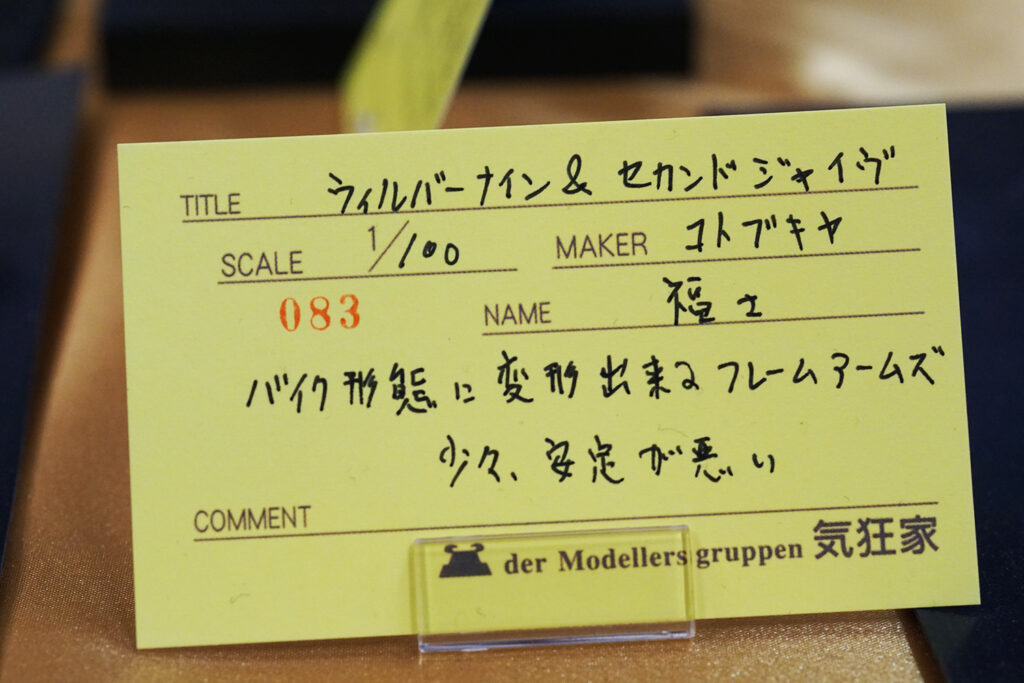 TITLE ウィルバーナイン & セカンドジャイヴ
SCALE 1/100 MAKER コトブキヤ
083 NAME 福士
バイク形態に変形出来るフレームアームズ
少々、安定が悪い
COMMENT
der Modellers gruppen 気狂家